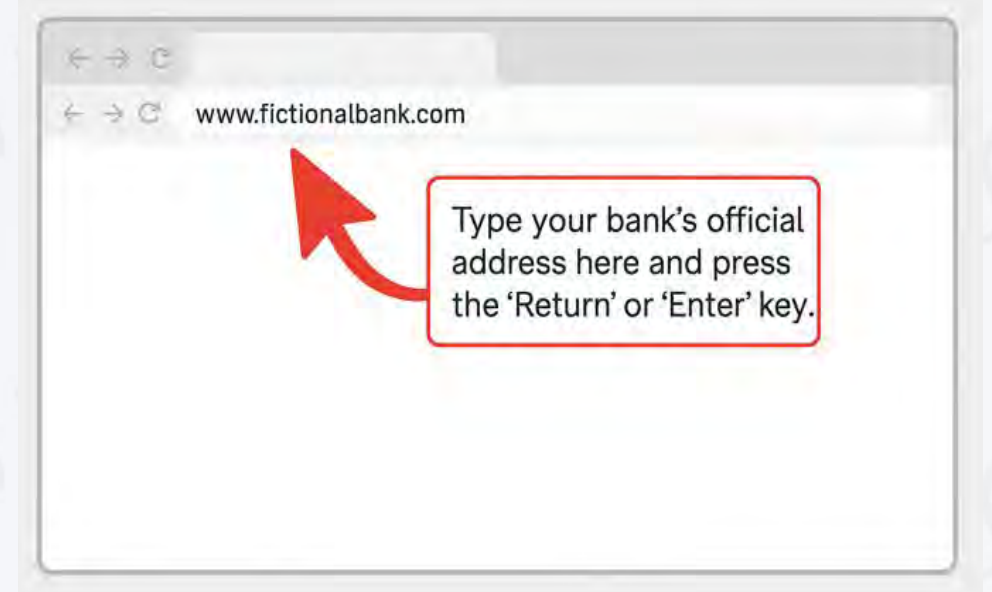 www.fictionalbank.com
Type your bank’s official
address here and press
the ‘Return’ or ‘Enter’ key.